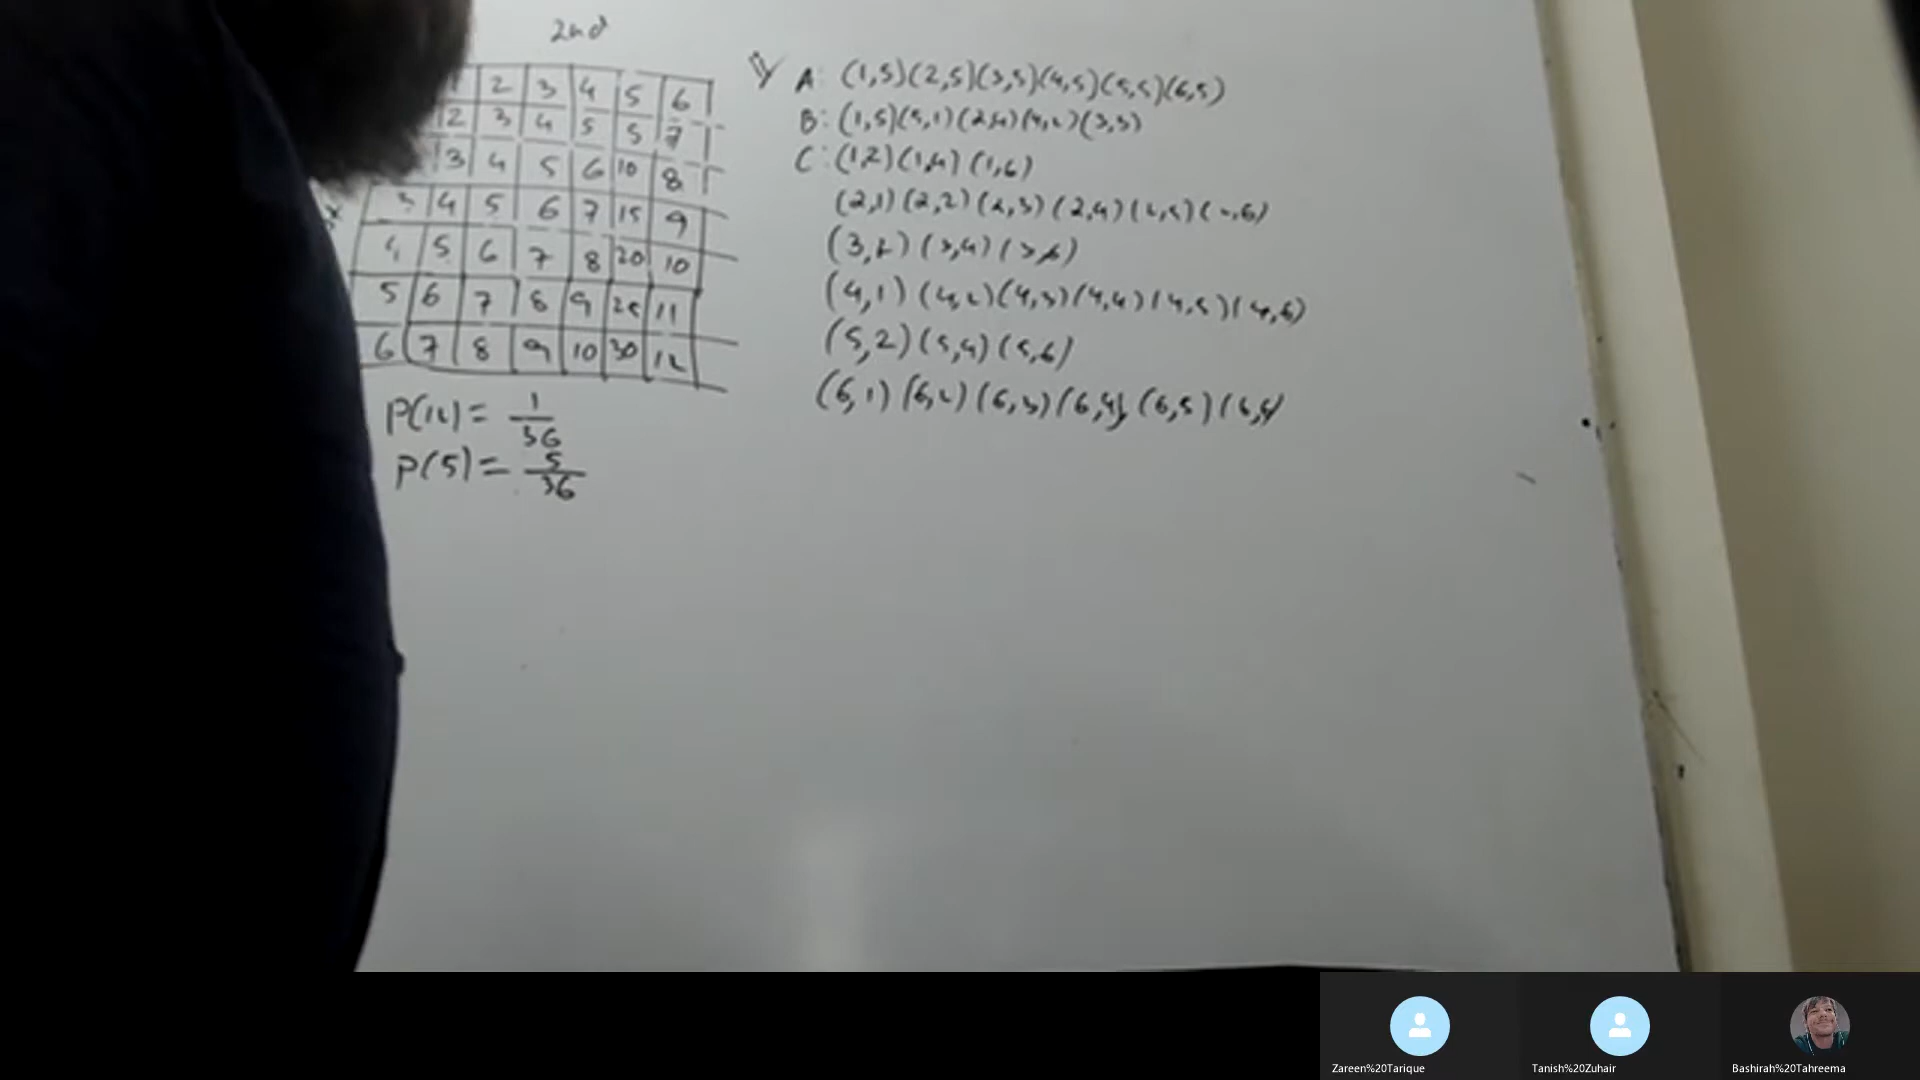 2nd
1 2 3 4 5 6
2 3 4 5 5 7
3 4 5 6 10 8
3 4 5 6 7 15 9
4 5 6 7 8 20 10
5 6 7 8 9 25 11
6 7 8 9 10 30 12
P(12) = 1/36
P(5) = 5/36
A: (1,5)(2,5)(3,5)(4,5)(5,5)(6,5)
B: (1,5)(5,1)(2,4)(4,2)(3,3)
C: (1,2)(1,4)(1,6)
(2,1)(2,2)(2,3)(2,4)(2,5)(2,6)
(3,2)(3,4)(3,6)
(4,1)(4,2)(4,3)(4,4)(4,5)(4,6)
(5,2)(5,4)(5,6)
(6,1)(6,2)(6,3)(6,4)(6,5)
Zareen%20Tarique
Tanish%20Zuhair
Bashirah%20Tahreema